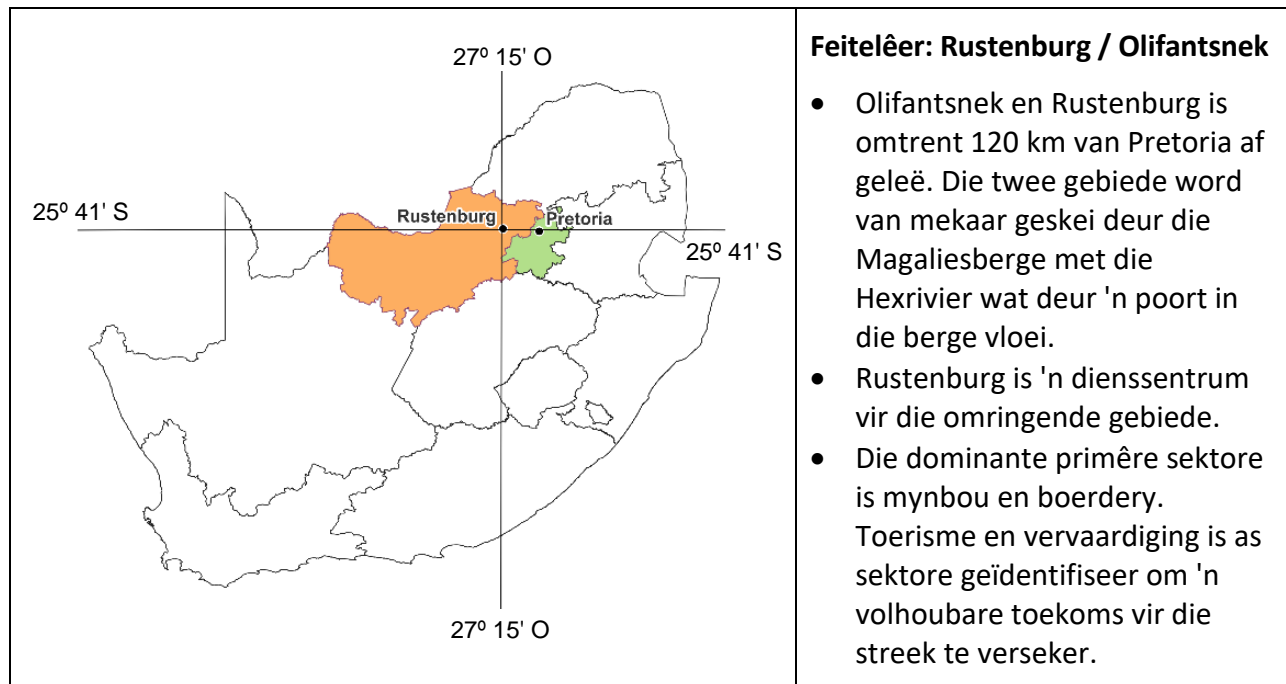 27º 15' O
25º 41' S
Rustenburg
Pretoria
25º 41' S
27º 15' O
Feitelêer: Rustenburg / Olifantsnek
• Olifantsnek en Rustenburg is
omtrent 120 km van Pretoria af
geleë. Die twee gebiede word
van mekaar geskei deur die
Magaliesberge met die
Hexrivier wat deur 'n poort in
die berge vloei.
• Rustenburg is 'n dienssentrum
vir die omringende gebiede.
• Die dominante primêre sektore
is mynbou en boerdery.
Toerisme en vervaardiging is as
sektore geïdentifiseer om 'n
volhoubare toekoms vir die
streek te verseker.